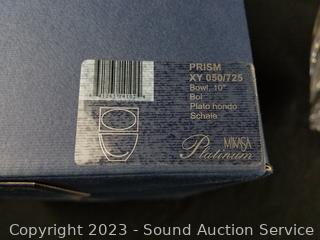 PRISM
XY 050/725
Bowl, 10"
Bol
Plato hondo
Schale
MIKASA
Platinum
Copyright 2023 - Sound Auction Service